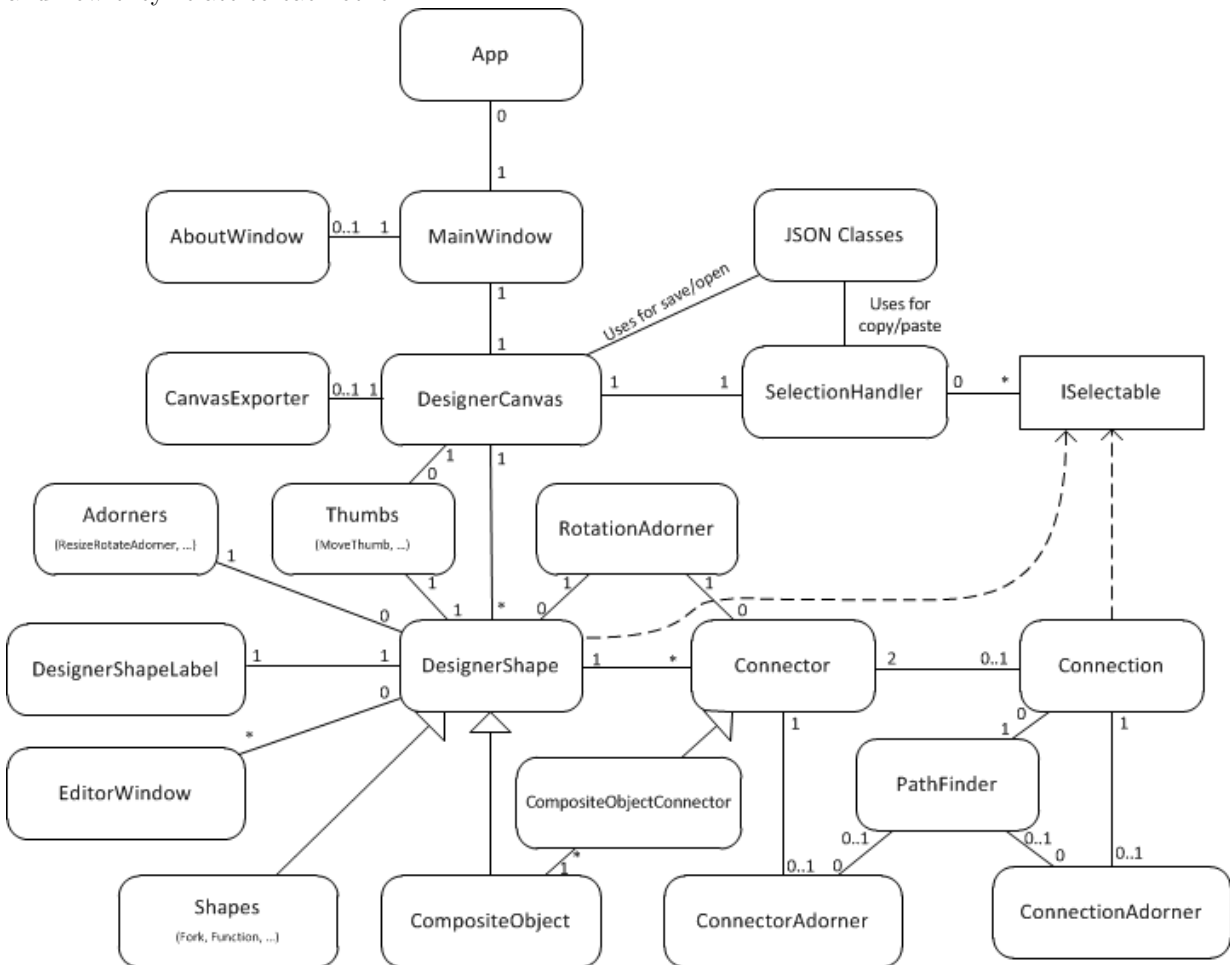 App
0
1
AboutWindow
0..1
1
MainWindow
JSON Classes
1
Uses for save/open
Uses for
copy/paste
1
CanvasExporter
0..1
1
DesignerCanvas
1
1
SelectionHandler
0
*
ISelectable
1
0
1
Adorners
(ResizeRotateAdorner, ...)
Thumbs
(MoveThumb, ...)
RotationAdorner
1
1
1
1
0
1
*
0
0
DesignerShapeLabel
1
1
DesignerShape
1
*
Connector
2
0..1
Connection
0
*
1
1
0
1
EditorWindow
CompositeObjectConnector
PathFinder
0..1
0..1
*
1
0..1
0
0
0..1
Shapes
(Fork, Function, ...)
CompositeObject
ConnectorAdorner
ConnectionAdorner